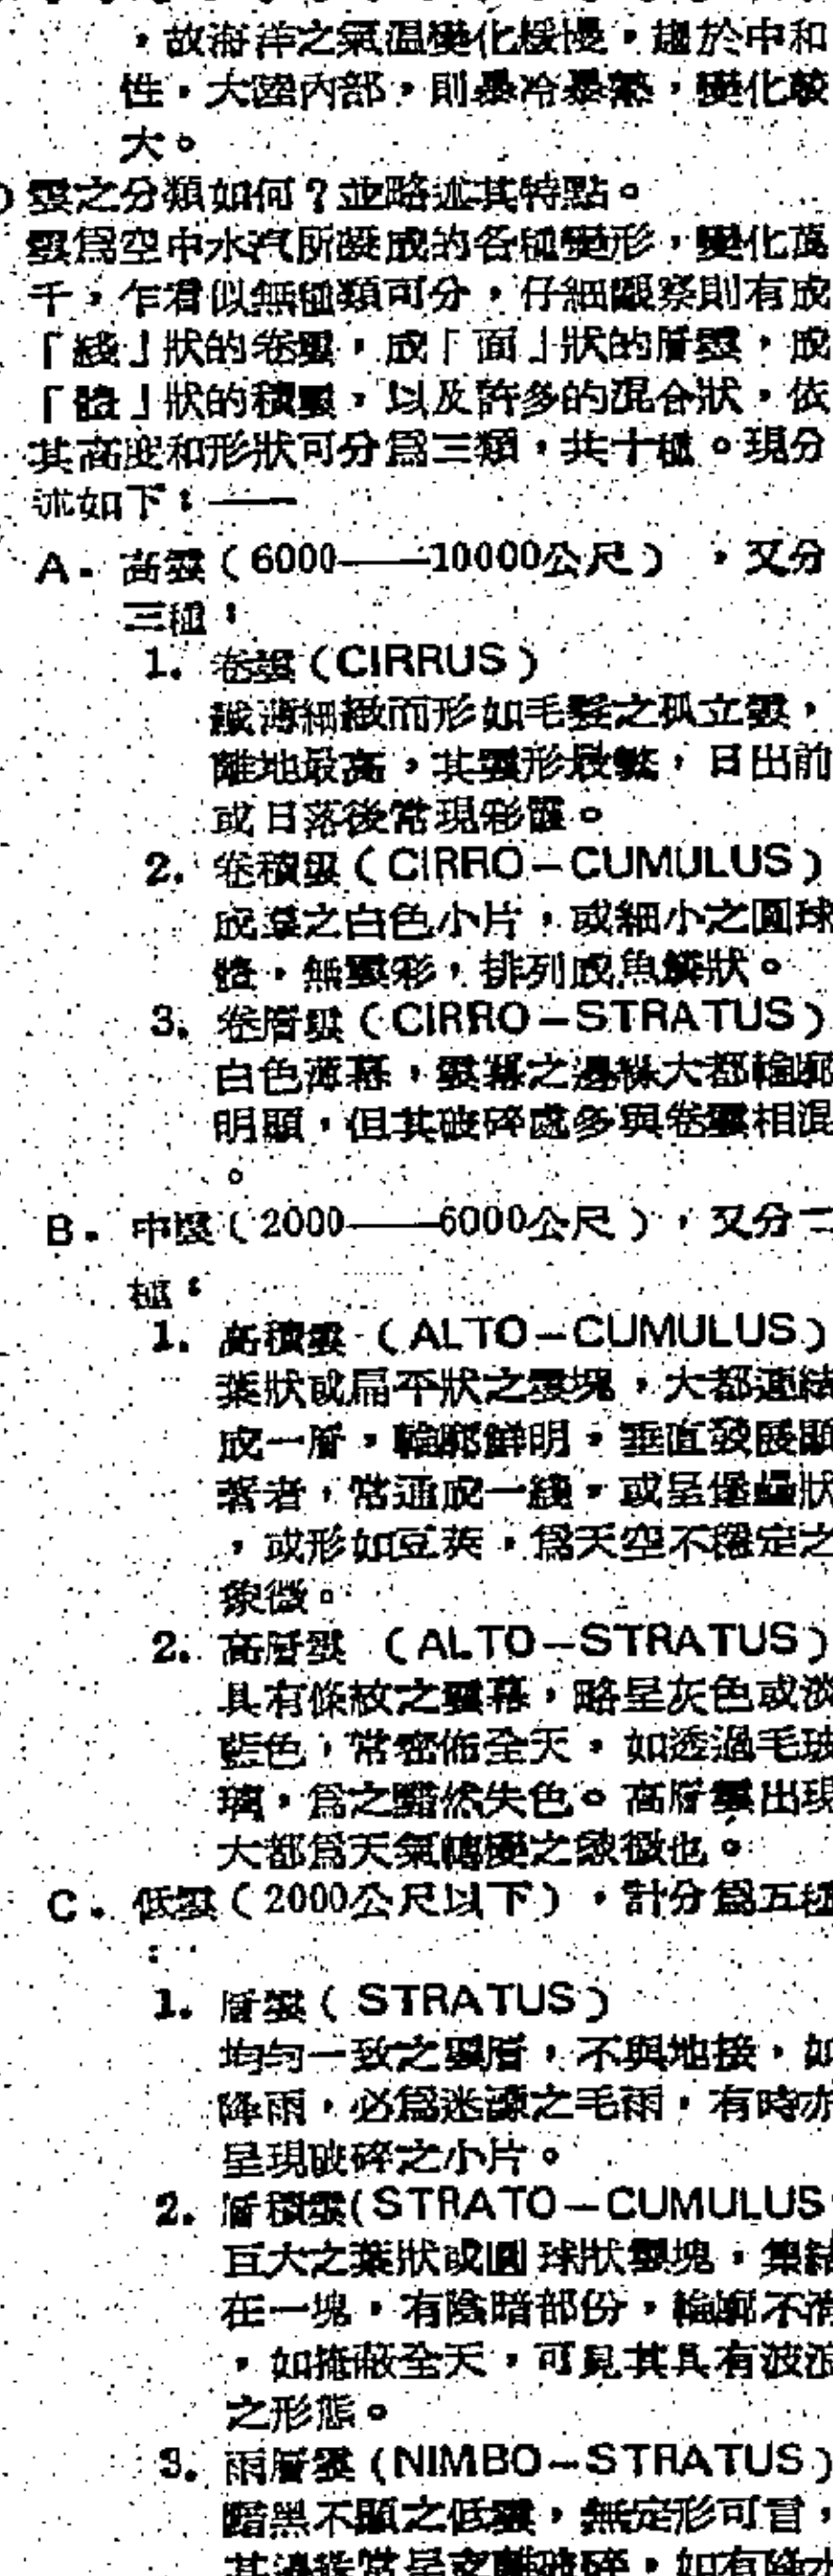 ，故海洋之氣溫變化緩慢，趨於中和
性，大陸內部，則暴冷暴熱，變化較
大。
雲之分類如何？並略述其特點。
雲爲空中水汽所凝成的各種變形，變化萬
千，乍看似無種類可分，仔細觀察則有成
「綫」狀的卷雲，成「面」狀的層雲，成
「體」狀的積雲，以及許多的混合狀，依
其高度和形狀可分爲三類，共十種。現分
述如下：——
A. 高雲（6000——10000公尺），又分
三種：
1. 卷雲（CIRRUS）
纖薄細緻而形如毛髮之孤立雲，
離地最高，其雲形，日出前
或日落後常現彩霞。
2. 卷積雲（CIRRO－CUMULUS）
成羣之白色小片，或細小之圓球
體，無雲彩，排列成魚鱗狀。
3. 卷層雲（CIRRO－STRATUS）
白色薄幕，雲幕之邊緣大都輪廓
明顯，但其破碎處多與卷雲相混
。
B. 中雲（2000——6000公尺），又分二
種：
1. 高積雲（ALTO－CUMULUS）
葉狀或扁平狀之雲塊，大都連結
成一層，輪廓鮮明，垂直發展顯
著者，常通成一綫，或呈堡壘狀
，或形如豆莢，爲天空不穩定之
象徵。
2. 高層雲（ALTO－STRATUS）
具有條紋之雲幕，略呈灰色或淡
藍色，常密佈全天，如透過毛玻
璃，爲之黯然失色。高層雲出現
大都爲天氣轉變之象徵也。
C. 低雲（2000公尺以下），計分爲五種
：
1. 層雲（STRATUS）
均勻一致之雲層，不與地接，如
降雨，必爲迷濛之毛雨，有時亦
呈現破碎之小片。
2. 層積雲（STRATO－CUMULUS
巨大之葉狀或圓球狀雲塊，集結
在一塊，有陰暗部份，輪廓不清
，如掩蔽全天，可見其具有波浪
之形態。
3. 雨層雲（NIMBO－STRATUS）
暗黑不顯之低雲，無定形可言，
其邊緣常呈支離破碎，如有降水